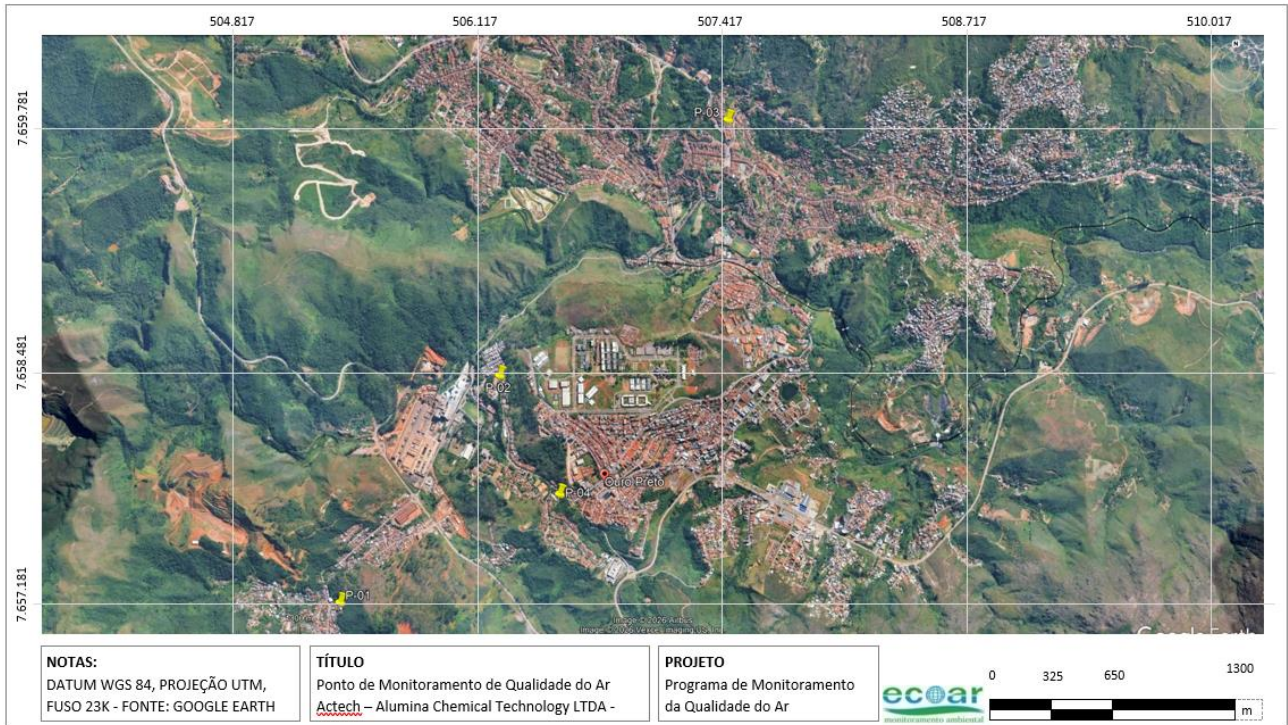 504.817 506.117 507.417 508.717 510.017
7.659.781
7.658.481
7.657.181
P-03
P-02
Ouro Preto
P-04
P-01
Image © 2026 Airbus
Google Earth
NOTAS:
DATUM WGS 84, PROJEÇÃO UTM,
FUSO 23K - FONTE: GOOGLE EARTH
TÍTULO
Ponto de Monitoramento de Qualidade do Ar
Actech – Alumina Chemical Technology LTDA -
PROJETO
Programa de Monitoramento
da Qualidade do Ar
ecoar
monitoramento ambiental
0 325 650 1300
m